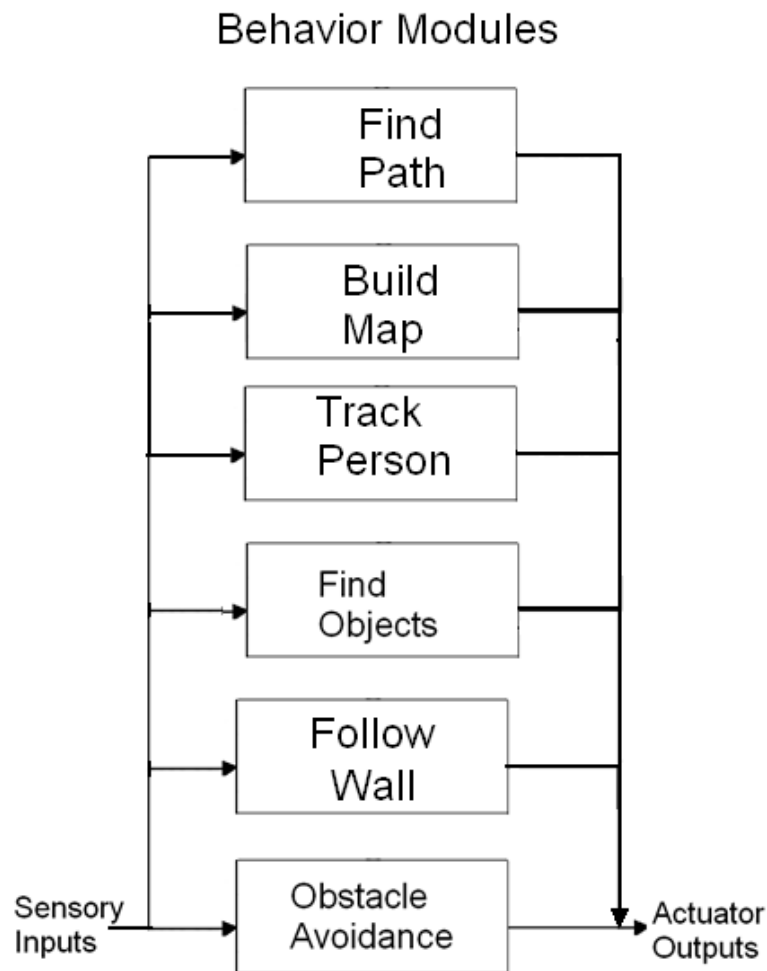 Behavior Modules
Find
Path
Build
Map
Track
Person
Find
Objects
Follow
Wall
Obstacle
Avoidance
Sensory
Inputs
Actuator
Outputs